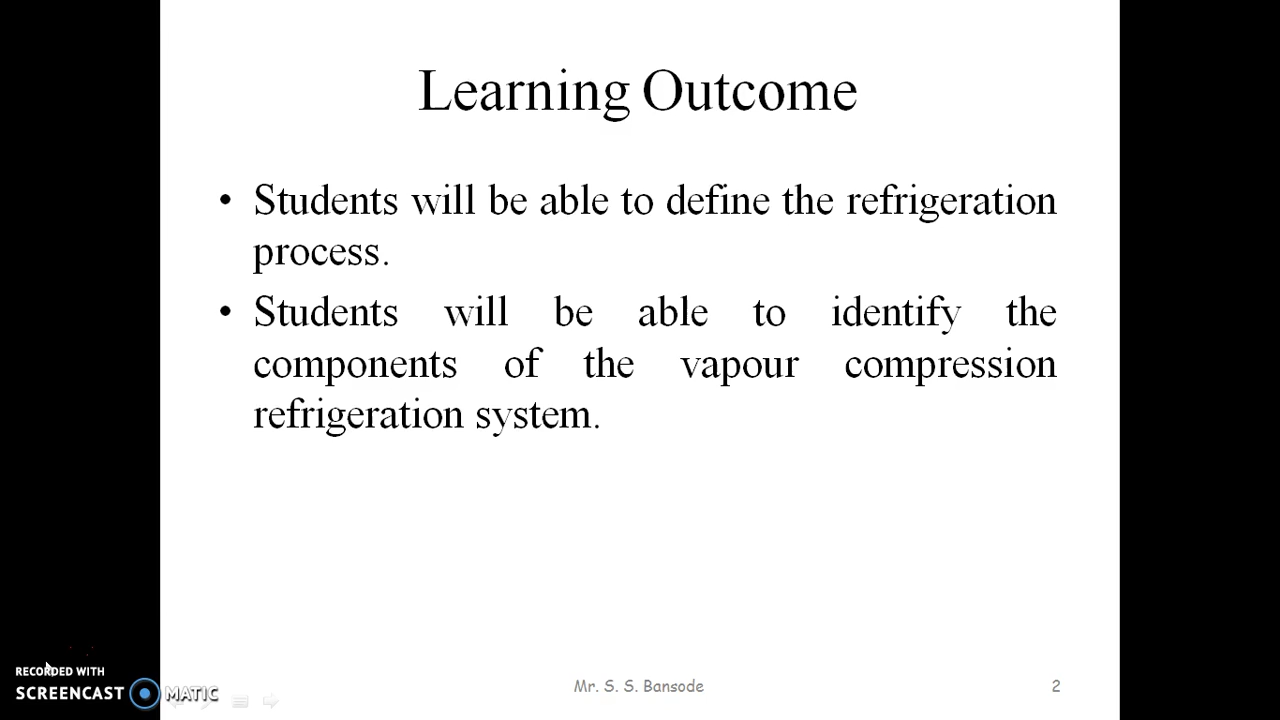 Learning Outcome
• Students will be able to define the refrigeration
process.
• Students will be able to identify the
components of the vapour compression
refrigeration system.
RECORDED WITH
SCREENCAST MATIC
Mr. S. S. Bansode
2